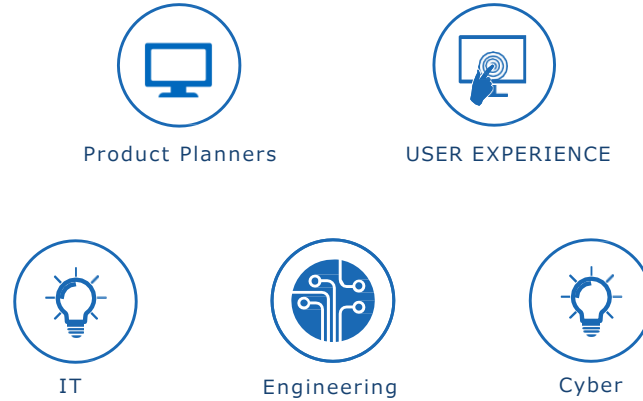 Product Planners
USER EXPERIENCE
IT
Engineering
Cyber